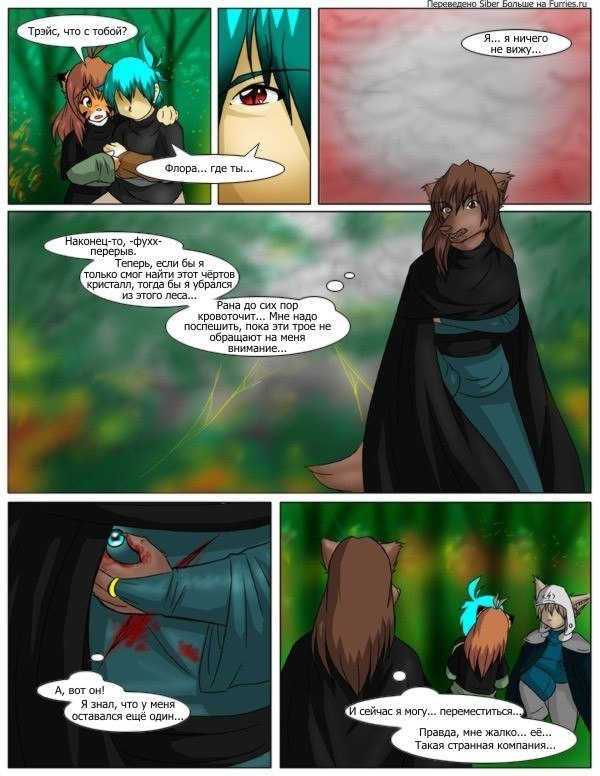 Переведено Siber Больше на Furries.ru
Трэйс, что с тобой?
Флора... где ты...
Я... я ничего
не вижу...
Наконец-то, -фухх-
перерыв.
Теперь, если бы я
только смог найти этот чёртов
кристалл, тогда бы я убрался
из этого леса...
Рана до сих пор
кровоточит... Мне надо
поспешить, пока эти трое не
обращают на меня
внимание...
А, вот он!
Я знал, что у меня
оставался ещё один...
И сейчас я могу... переместиться...
Правда, мне жалко... её...
Такая странная компания...